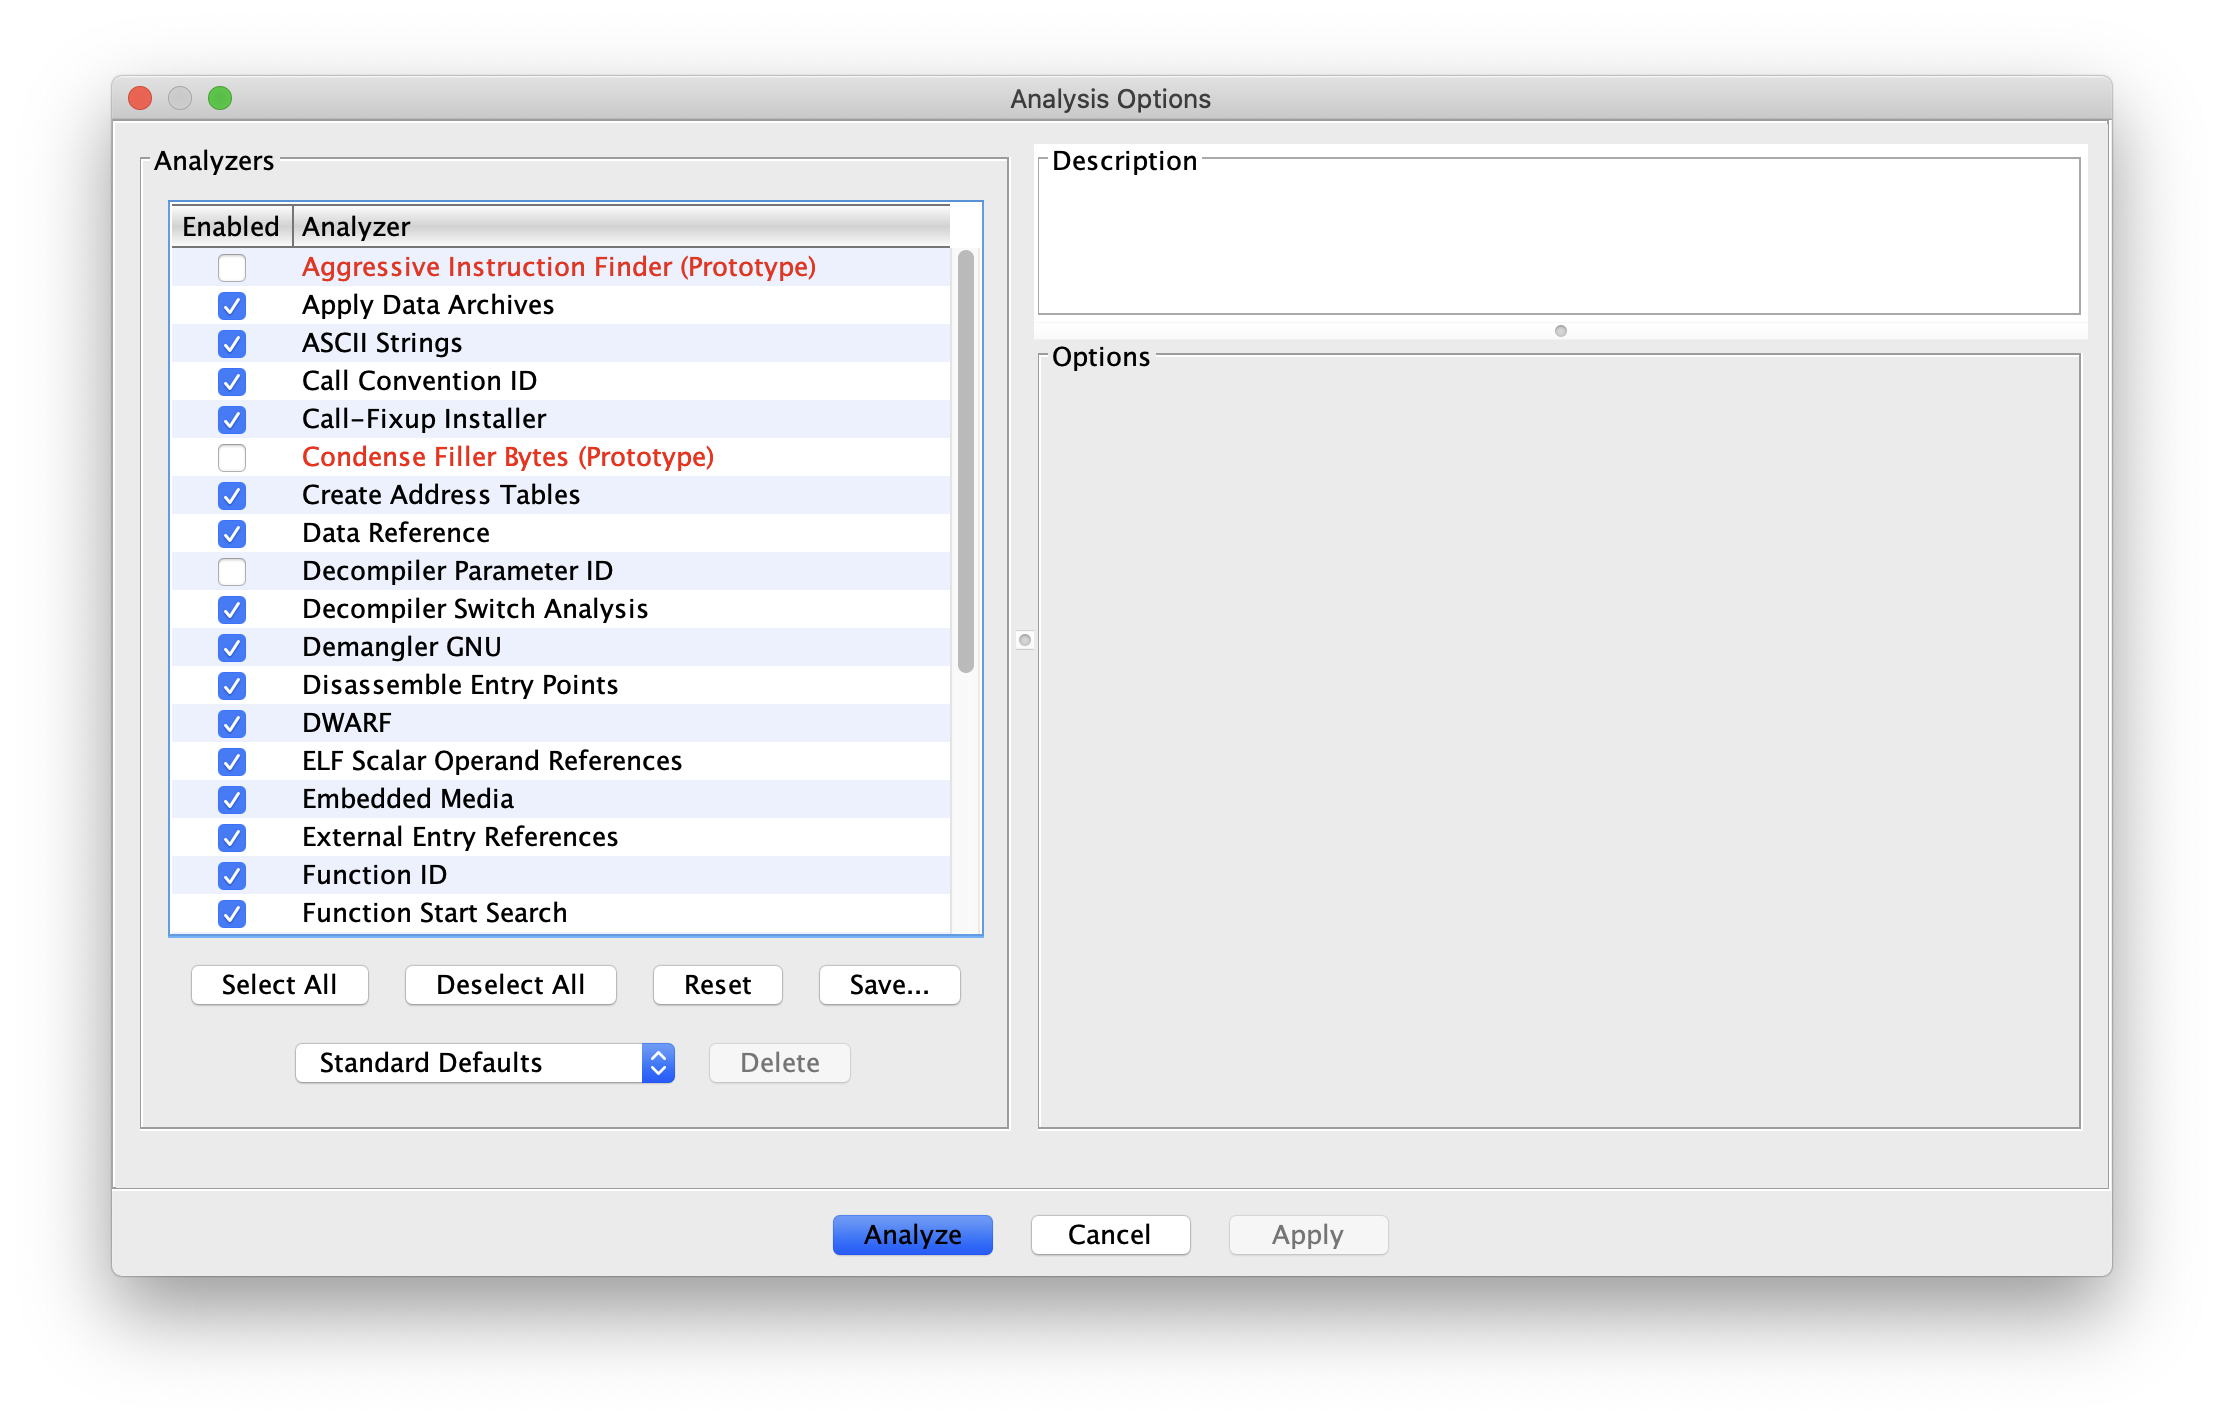 Analysis Options
Analyzers
Enabled Analyzer
Aggressive Instruction Finder (Prototype)
Apply Data Archives
ASCII Strings
Call Convention ID
Call-Fixup Installer
Condense Filler Bytes (Prototype)
Create Address Tables
Data Reference
Decompiler Parameter ID
Decompiler Switch Analysis
Demangler GNU
Disassemble Entry Points
DWARF
ELF Scalar Operand References
Embedded Media
External Entry References
Function ID
Function Start Search
Select All Deselect All Reset Save...
Standard Defaults Delete
Description
Options
Analyze Cancel Apply